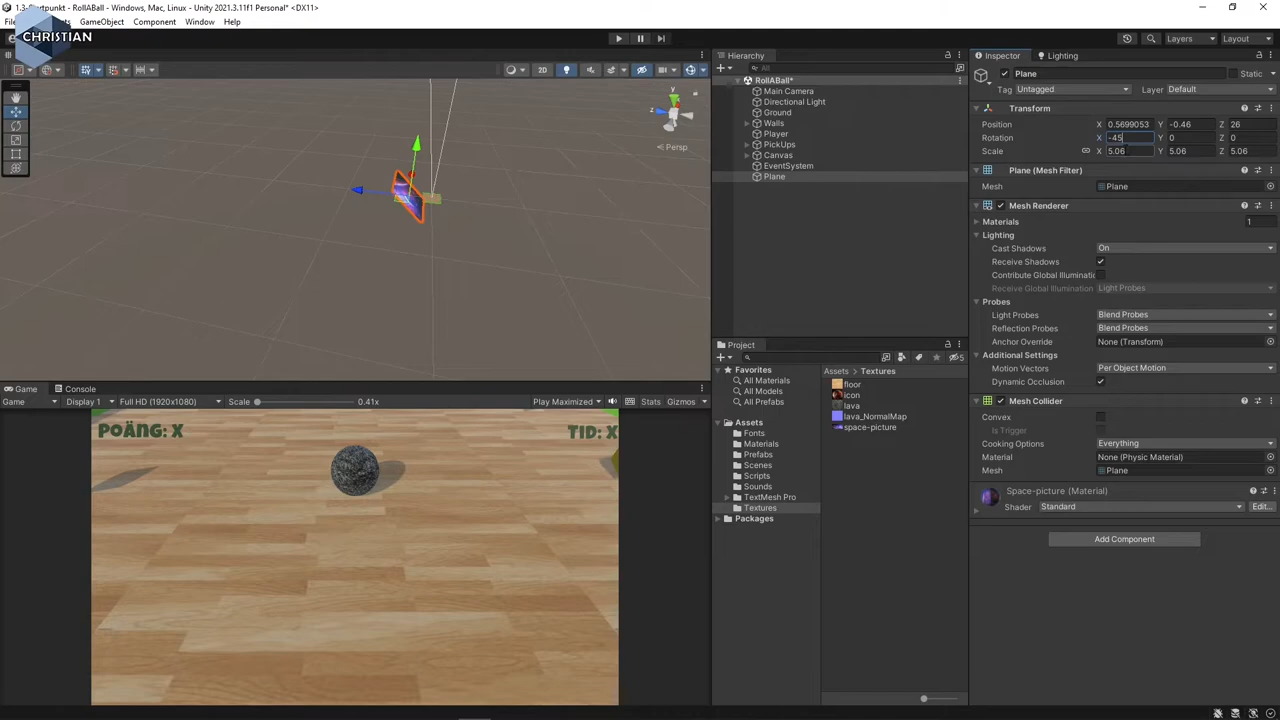 1.3-Startpunkt - RollABall - Windows, Mac, Linux - Unity 2021.3.11f1 Personal* <DX11>
CHRISTIAN
GameObject Component Window Help
Layers Layout
2D
Hierarchy
All
RollABall*
Main Camera
Directional Light
Ground
Walls
Player
PickUps
Canvas
EventSystem
Plane
y
z
Inspector Lighting
Plane Static
Tag Untagged Layer Default
Transform
Position X 0.5699053 Y -0.46 Z 26
Rotation X -45 Y 0 Z 0
Scale X 5.06 Y 5.06 Z 5.06
Plane (Mesh Filter)
Mesh Plane
Mesh Renderer
Materials 1
Lighting
Cast Shadows On
Receive Shadows
Contribute Global Illuminatio
Receive Global Illumination Light Probes
Probes
Light Probes Blend Probes
Reflection Probes Blend Probes
Anchor Override None (Transform)
Additional Settings
Motion Vectors Per Object Motion
Dynamic Occlusion
Mesh Collider
Convex
Is Trigger
Cooking Options Everything
Material None (Physic Material)
Mesh Plane
Space-picture (Material)
Shader Standard Edit...
Add Component
Game Console
Game Display 1 Full HD (1920x1080) Scale 0.41x Play Maximized Stats Gizmos
POÄNG: X
TID: X
Project
5
Favorites
All Materials
All Models
All Prefabs
Assets
Fonts
Materials
Prefabs
Scenes
Scripts
Sounds
TextMesh Pro
Textures
Packages
Assets > Textures
floor
icon
lava
lava_NormalMap
space-picture